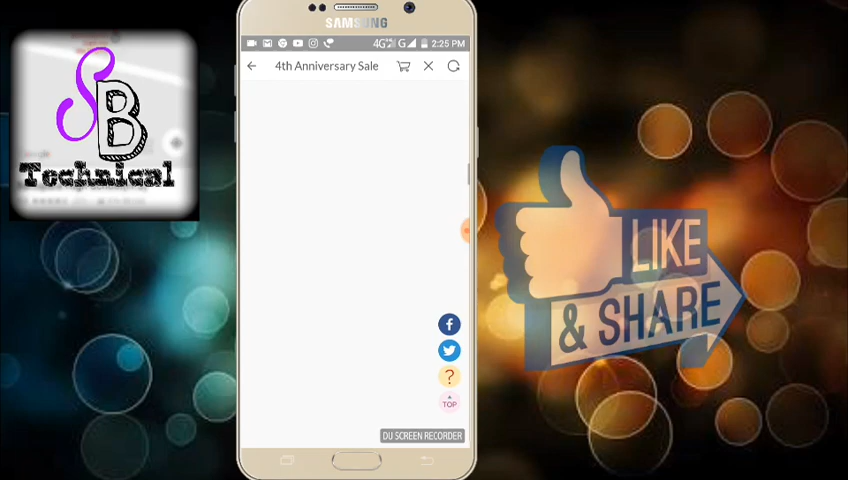 SAMSUNG
4G G 2:25 PM
4th Anniversary Sale
SB
Technical
LIKE
& SHARE
f
?
TOP
DU SCREEN RECORDER